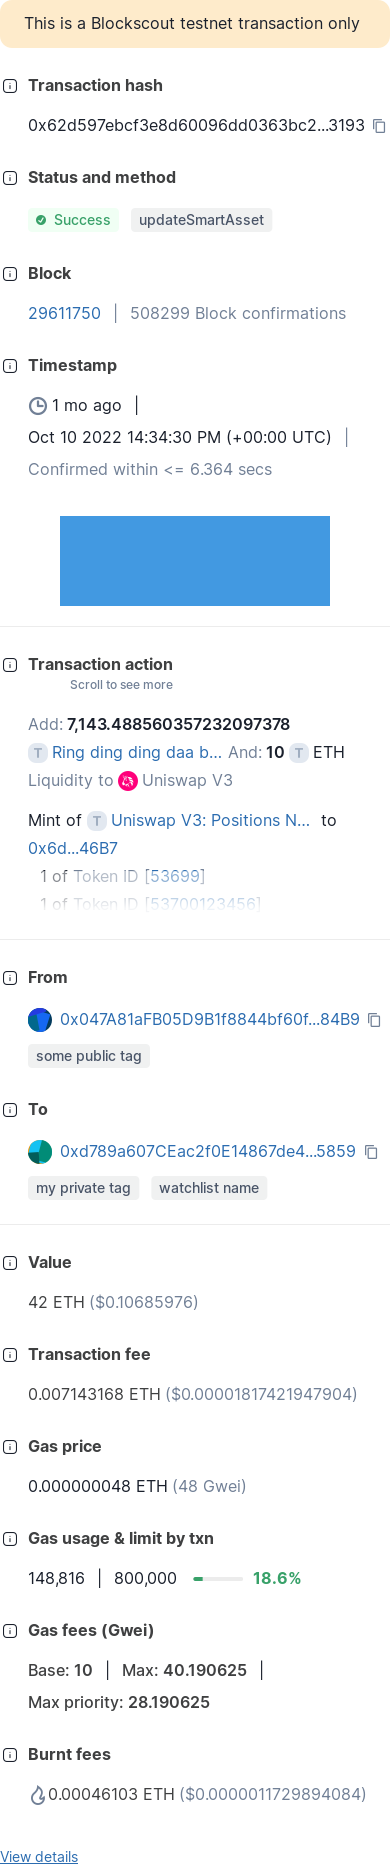 This is a Blockscout testnet transaction only
Transaction hash
0x62d597ebcf3e8d60096dd0363bc2...3193
Status and method
Success updateSmartAsset
Block
29611750 | 508299 Block confirmations
Timestamp
1 mo ago |
Oct 10 2022 14:34:30 PM (+00:00 UTC) |
Confirmed within <= 6.364 secs
Transaction action
Scroll to see more
Add: 7,143.488560357232097378
T Ring ding ding daa b... And: 10 T ETH
Liquidity to Uniswap V3
Mint of T Uniswap V3: Positions N... to
0x6d...46B7
1 of Token ID [53699]
1 of Token ID [53700123456]
From
0x047A81aFB05D9B1f8844bf60f...84B9
some public tag
To
0xd789a607CEac2f0E14867de4...5859
my private tag watchlist name
Value
42 ETH ($0.10685976)
Transaction fee
0.007143168 ETH ($0.00001817421947904)
Gas price
0.000000048 ETH (48 Gwei)
Gas usage & limit by txn
148,816 | 800,000 18.6%
Gas fees (Gwei)
Base: 10 | Max: 40.190625 |
Max priority: 28.190625
Burnt fees
0.00046103 ETH ($0.0000011729894084)
View details